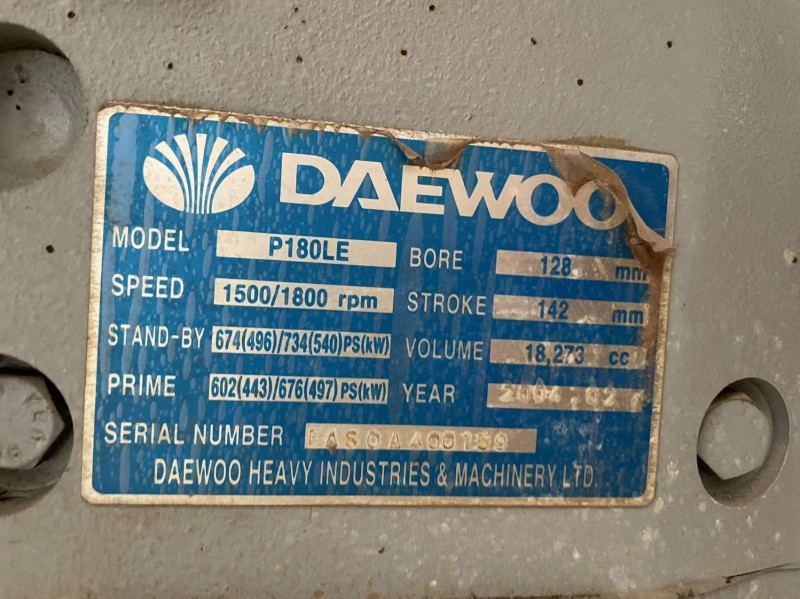 DAEWOO
MODEL P180LE
SPEED 1500/1800 rpm
STAND-BY 674(496)/734(540)PS(kW)
PRIME 602(443)/676(497) PS(kW)
BORE 128 mm
STROKE 142 mm
VOLUME 18,273 cc
YEAR 2004.02
SERIAL NUMBER
DAEWOO HEAVY INDUSTRIES & MACHINERY LTD.